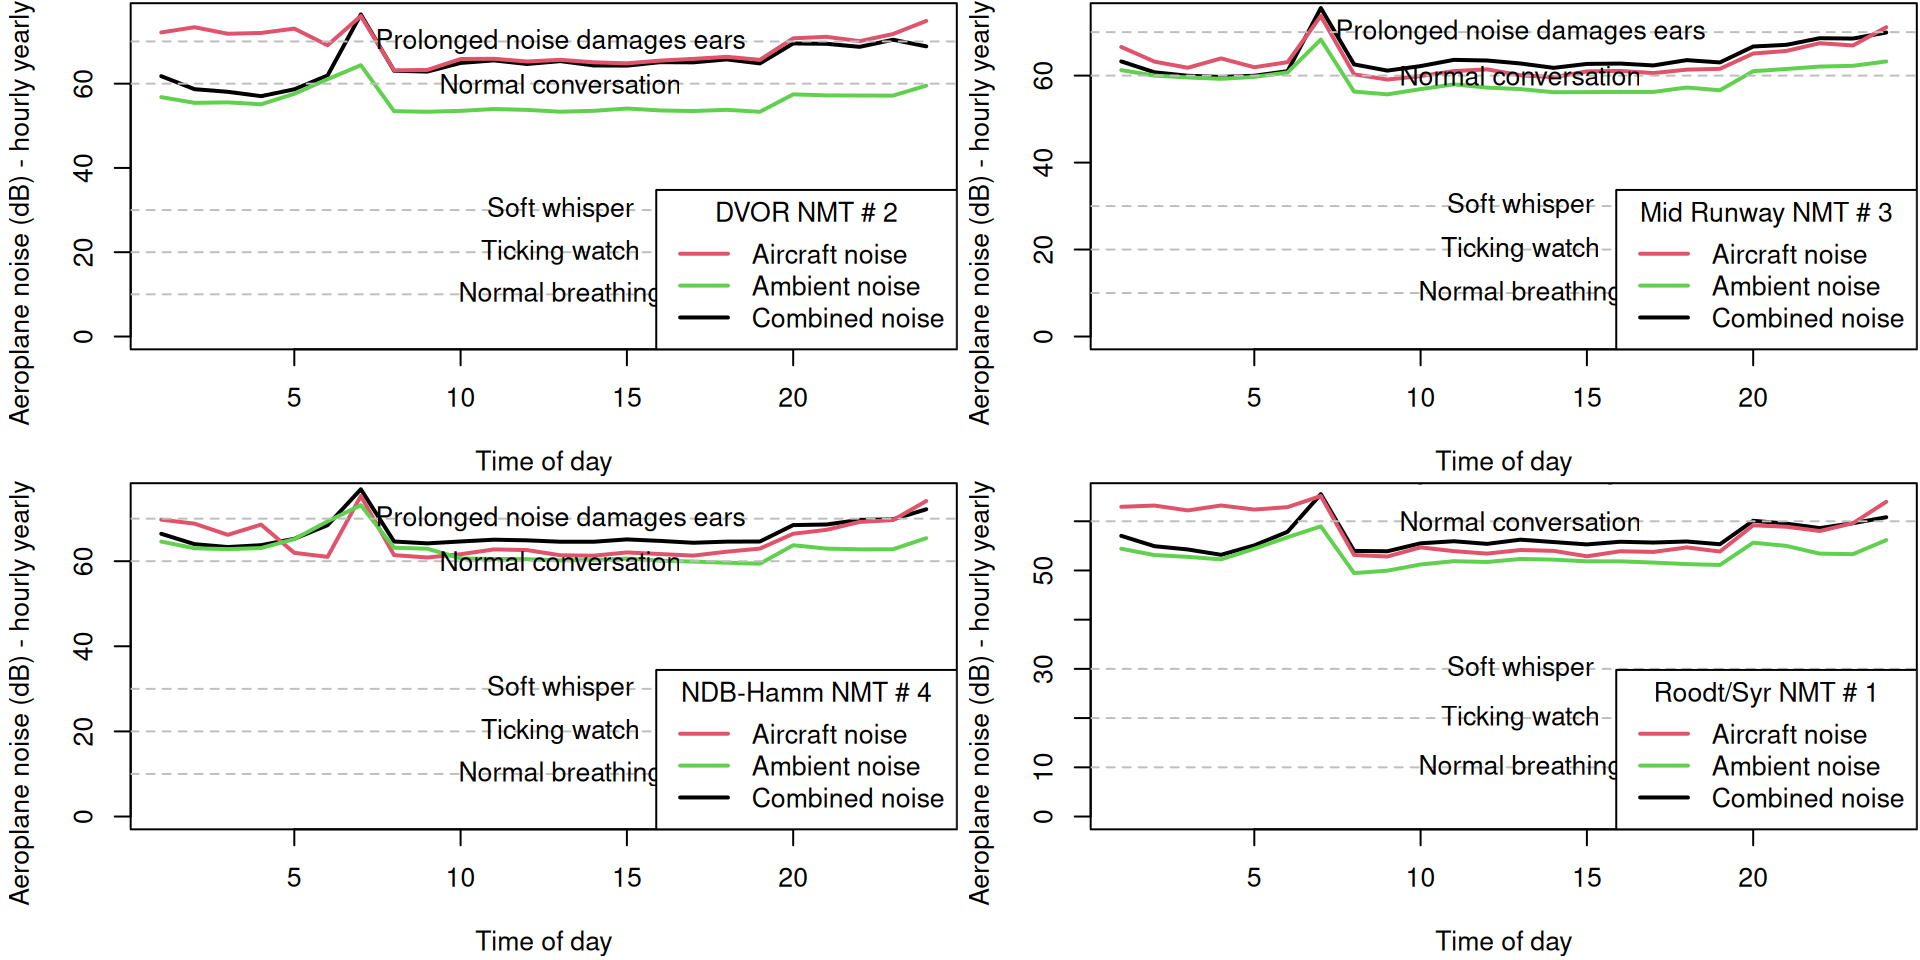 Aeroplane noise (dB) - hourly yearly
0
20
40
60
Prolonged noise damages ears
Normal conversation
Soft whisper
Ticking watch
Normal breathing
DVOR NMT # 2
Aircraft noise
Ambient noise
Combined noise
5
10
15
20
Time of day
Aeroplane noise (dB) - hourly yearly
0
20
40
60
Prolonged noise damages ears
Normal conversation
Soft whisper
Ticking watch
Normal breathing
Mid Runway NMT # 3
Aircraft noise
Ambient noise
Combined noise
5
10
15
20
Time of day
Aeroplane noise (dB) - hourly yearly
0
20
40
60
Prolonged noise damages ears
Normal conversation
Soft whisper
Ticking watch
Normal breathing
NDB-Hamm NMT # 4
Aircraft noise
Ambient noise
Combined noise
5
10
15
20
Time of day
Aeroplane noise (dB) - hourly yearly
0
10
30
50
Normal conversation
Soft whisper
Ticking watch
Normal breathing
Roodt/Syr NMT # 1
Aircraft noise
Ambient noise
Combined noise
5
10
15
20
Time of day